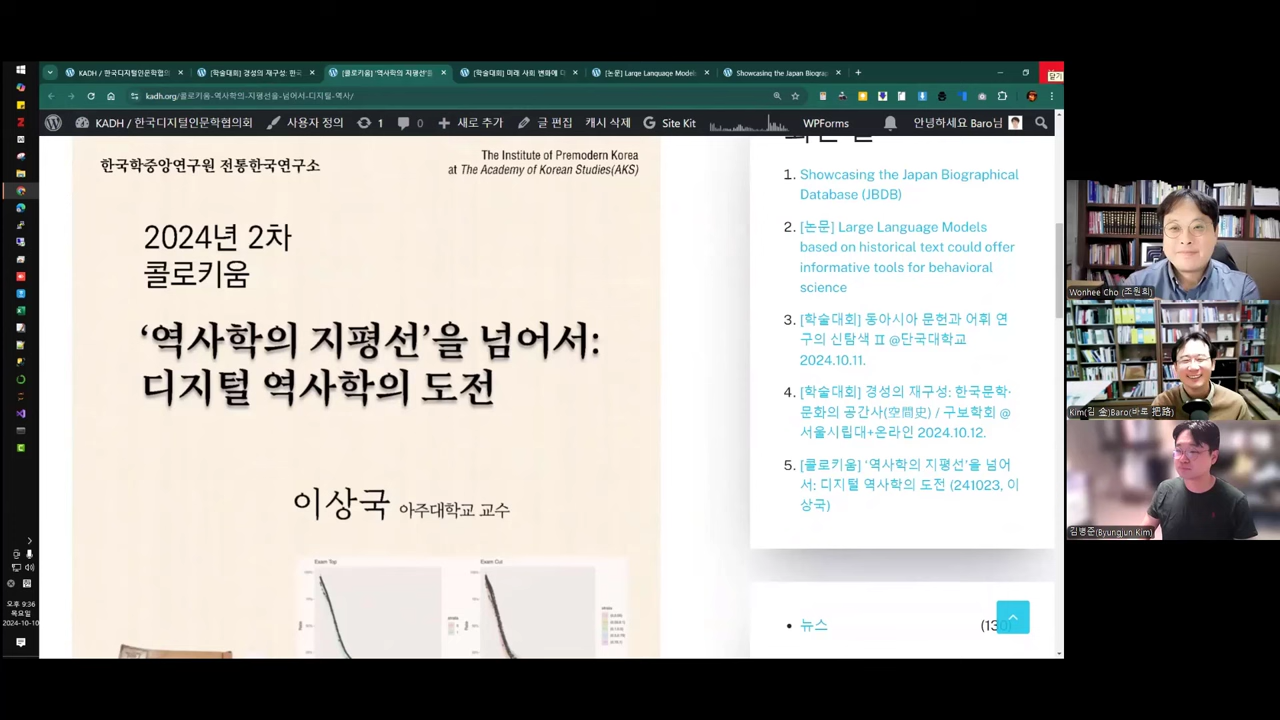 KADH / 한국디지털인문학협의
[학술대회] 경성의 재구성: 한국
[콜로키움] '역사학의 지평선'을
[학술대회] 미래 사회 변화에 대
[논문] Large Language Models
Showcasing the Japan Biograph
kadh.org/콜로키움-역사학의-지평선을-넘어서-디지털-역사/
KADH / 한국디지털인문학협의회
사용자 정의
1
0
새로 추가
글 편집
캐시 삭제
Site Kit
WPForms
안녕하세요 Baro님
닫기
한국학중앙연구원 전통한국연구소
The Institute of Premodern Korea
at The Academy of Korean Studies(AKS)
2024년 2차
콜로키움
'역사학의 지평선'을 넘어서:
디지털 역사학의 도전
이상국 아주대학교 교수
Exam Top
Exam Cut
1. Showcasing the Japan Biographical
Database (JBDB)
2. [논문] Large Language Models
based on historical text could offer
informative tools for behavioral
science
3. [학술대회] 동아시아 문헌과 어휘 연
구의 신탐색 Ⅱ @단국대학교
2024.10.11.
4. [학술대회] 경성의 재구성: 한국문학·
문화의 공간사(空間史) / 구보학회 @
서울시립대+온라인 2024.10.12.
5. [콜로키움] '역사학의 지평선'을 넘어
서: 디지털 역사학의 도전 (241023, 이
상국)
뉴스
Wonhee Cho (조원희)
Kim(김 金)Baro(바로 把路)
김병준(Byungjun Kim)
오후 9:36
목요일
2024-10-10